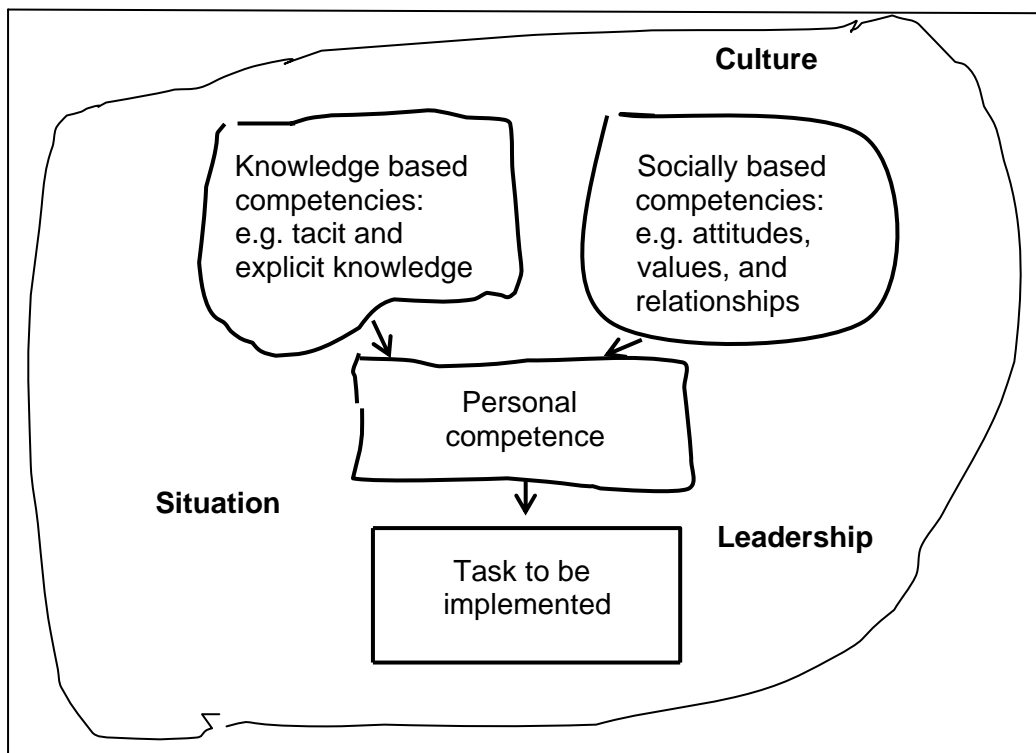 Culture
Knowledge based
competencies:
e.g. tacit and
explicit knowledge
Socially based
competencies:
e.g. attitudes,
values, and
relationships
Personal
competence
Situation
Leadership
Task to be
implemented